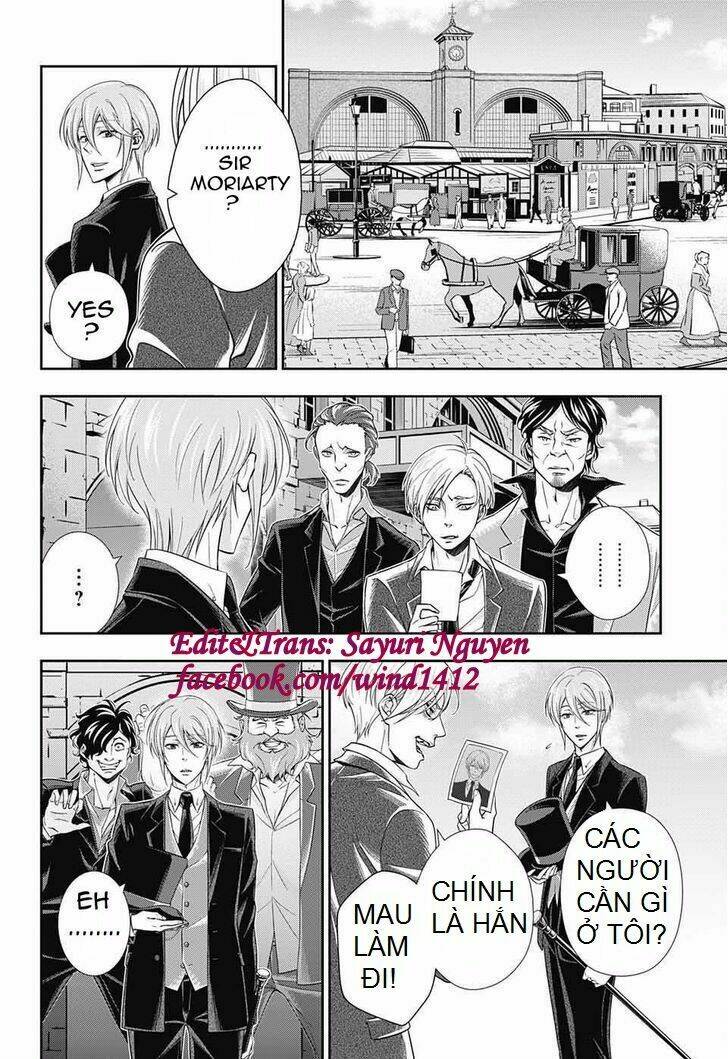 ...........
SIR
MORIARTY
?
YES
?
......
...?
Edit&Trans: Sayuri Nguyen
facebook.com/wind1412
CÁC
NGƯỜI
CẦN GÌ
Ở TÔI?
CHÍNH
LÀ HẮN
MAU
LÀM
ĐI!
EH
........